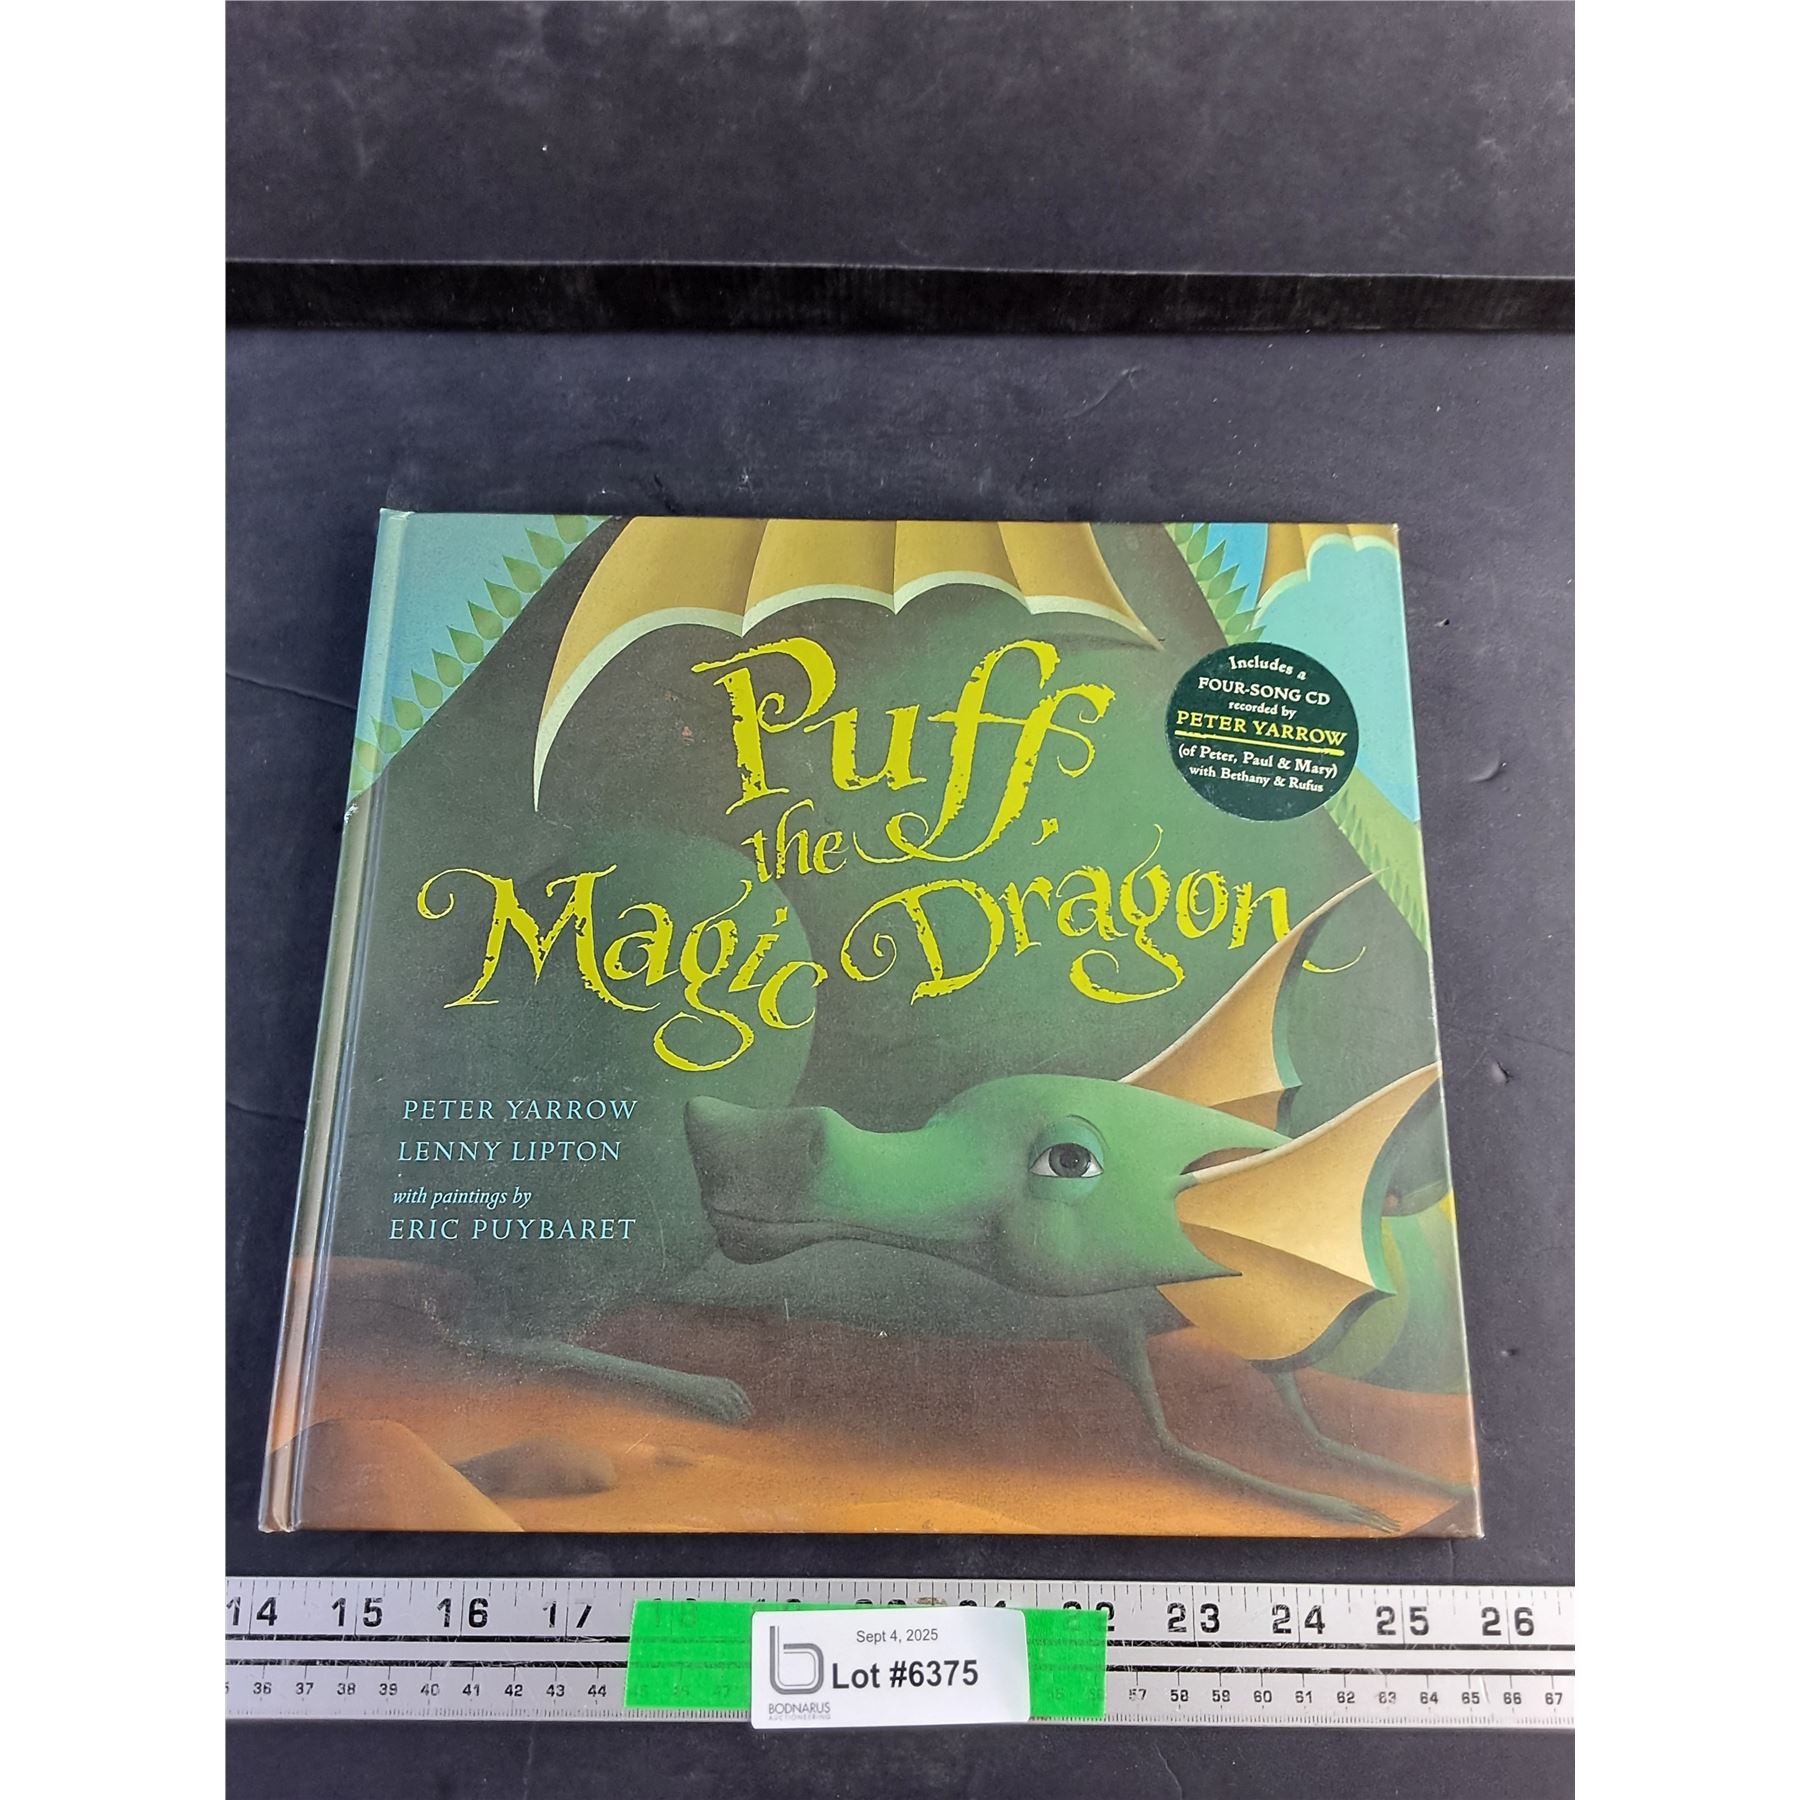 Puff,
the
Magic Dragon
Includes a
FOUR-SONG CD
recorded by
PETER YARROW
(of Peter, Paul & Mary)
with Bethany & Rufus
PETER YARROW
LENNY LIPTON
with paintings by
ERIC PUYBARET
14 15 16 17 18 22 23 24 25 26
Sept 4, 2025
Lot #6375
BODNARUS
AUCTIONEERING
36 37 38 39 40 41 42 43 44 57 58 59 60 61 62 63 64 65 66 67